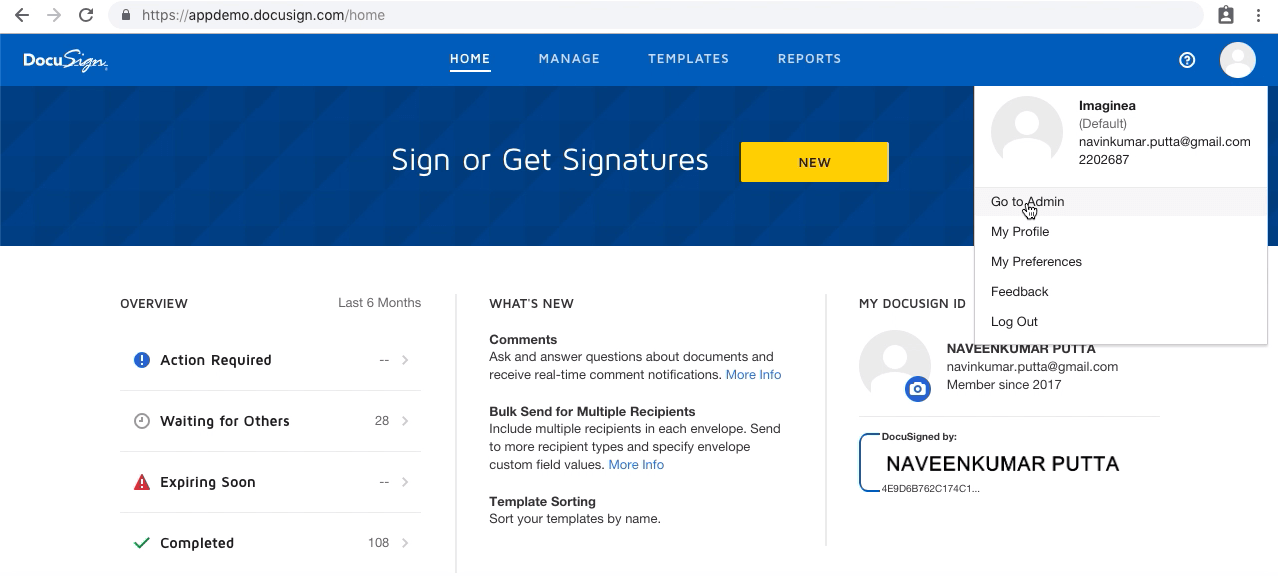 https://appdemo.docusign.com/home
DocuSign
HOME MANAGE TEMPLATES REPORTS
Imaginea
(Default)
navinkumar.putta@gmail.com
2202687
Sign or Get Signatures NEW
Go to Admin
My Profile
My Preferences
Feedback
Log Out
OVERVIEW Last 6 Months
Action Required --
Waiting for Others 28
Expiring Soon --
Completed 108
WHAT'S NEW
Comments
Ask and answer questions about documents and
receive real-time comment notifications. More Info
Bulk Send for Multiple Recipients
Include multiple recipients in each envelope. Send
to more recipient types and specify envelope
custom field values. More Info
Template Sorting
Sort your templates by name.
MY DOCUSIGN ID
NAVEENKUMAR PUTTA
navinkumar.putta@gmail.com
Member since 2017
DocuSigned by:
NAVEENKUMAR PUTTA
4E9D6B762C174C1...